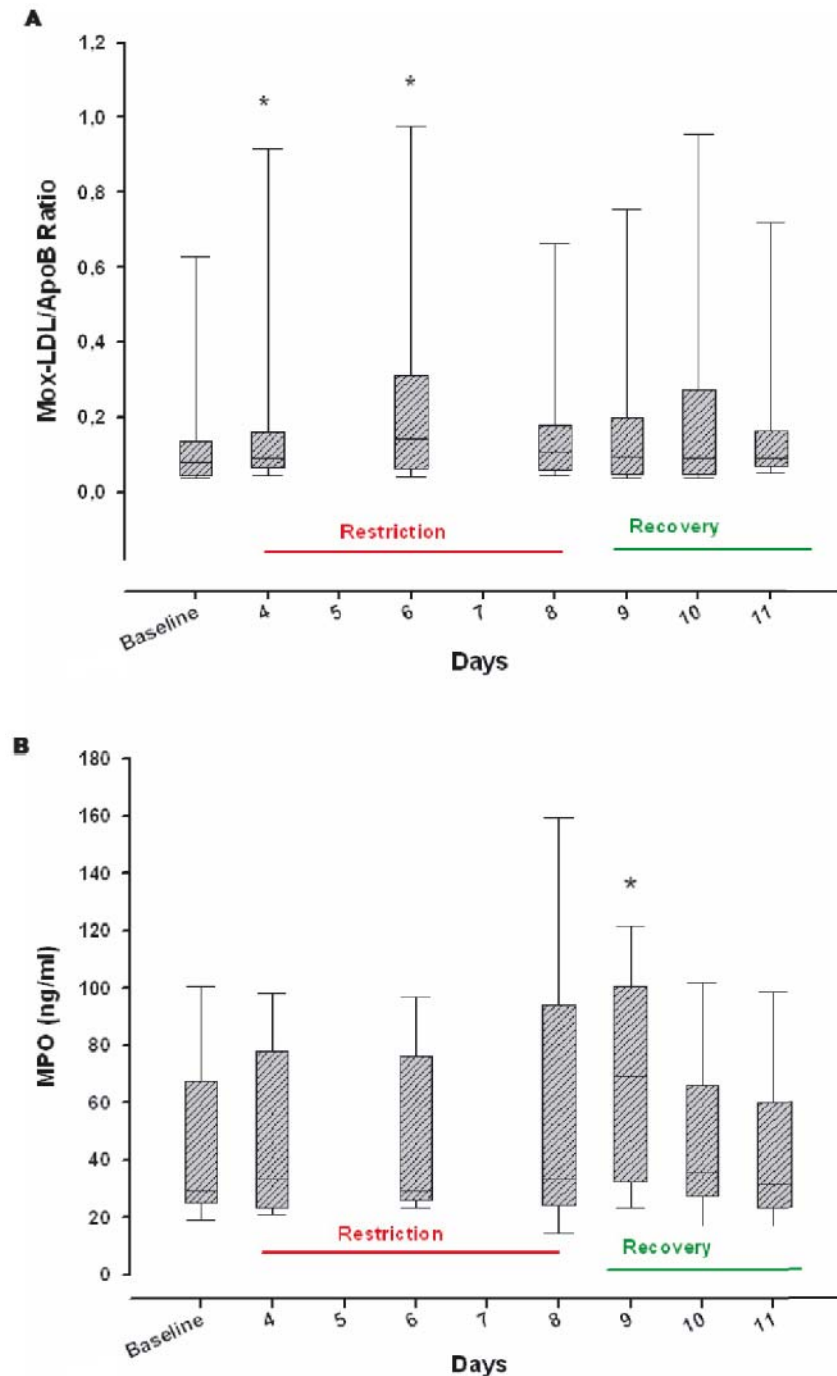 A
1,2
1,0
0,8
0,6
0,4
0,2
0,0
Mox-LDL/ApoB Ratio
*
*
Restriction
Recovery
Baseline 4 5 6 7 8 9 10 11
Days
B
180
160
140
120
100
80
60
40
20
0
MPO (ng/ml)
*
Restriction
Recovery
Baseline 4 5 6 7 8 9 10 11
Days